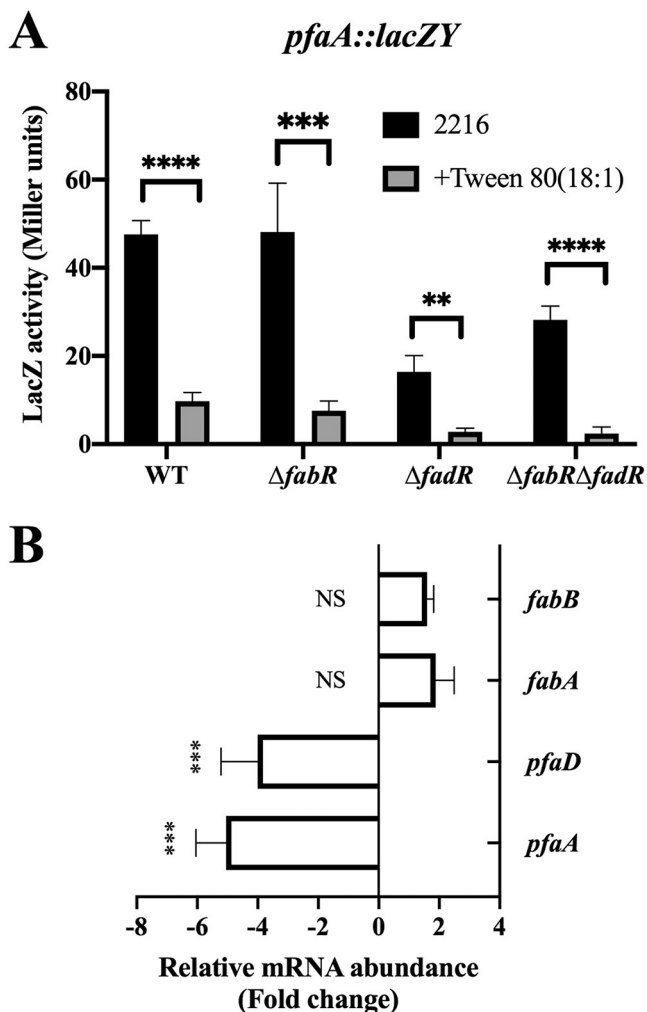 A
pfaA::lacZY
LacZ activity (Miller units)
80
60
40
20
0
2216
+Tween 80(18:1)
****
***
**
****
WT
ΔfabR
ΔfadR
ΔfabRΔfadR
B
NS
fabB
NS
fabA
***
pfaD
***
pfaA
-8 -6 -4 -2 0 2 4
Relative mRNA abundance
(Fold change)